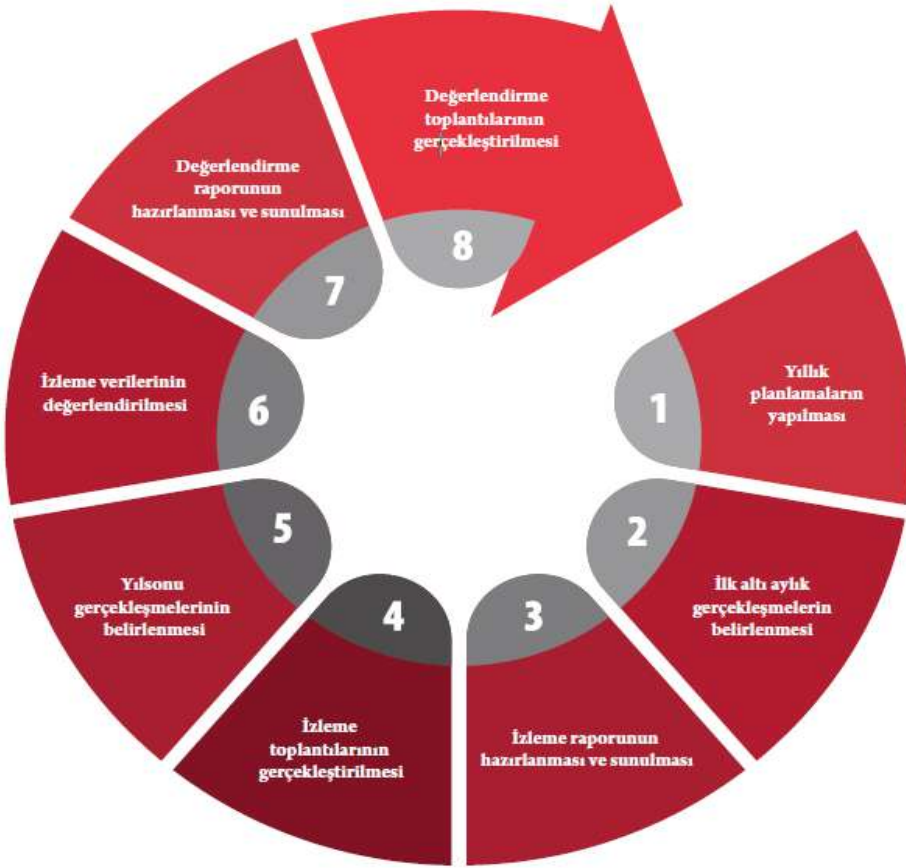 1
Yıllık
planlamaların
yapılması
2
İlk altı aylık
gerçekleşmelerin
belirlenmesi
3
İzleme raporunun
hazırlanması ve sunulması
4
İzleme
toplantılarının
gerçekleştirilmesi
5
Yılsonu
gerçekleşmelerinin
belirlenmesi
6
İzleme verilerinin
değerlendirilmesi
7
Değerlendirme
raporunun
hazırlanması ve sunulması
8
Değerlendirme
toplantılarının
gerçekleştirilmesi